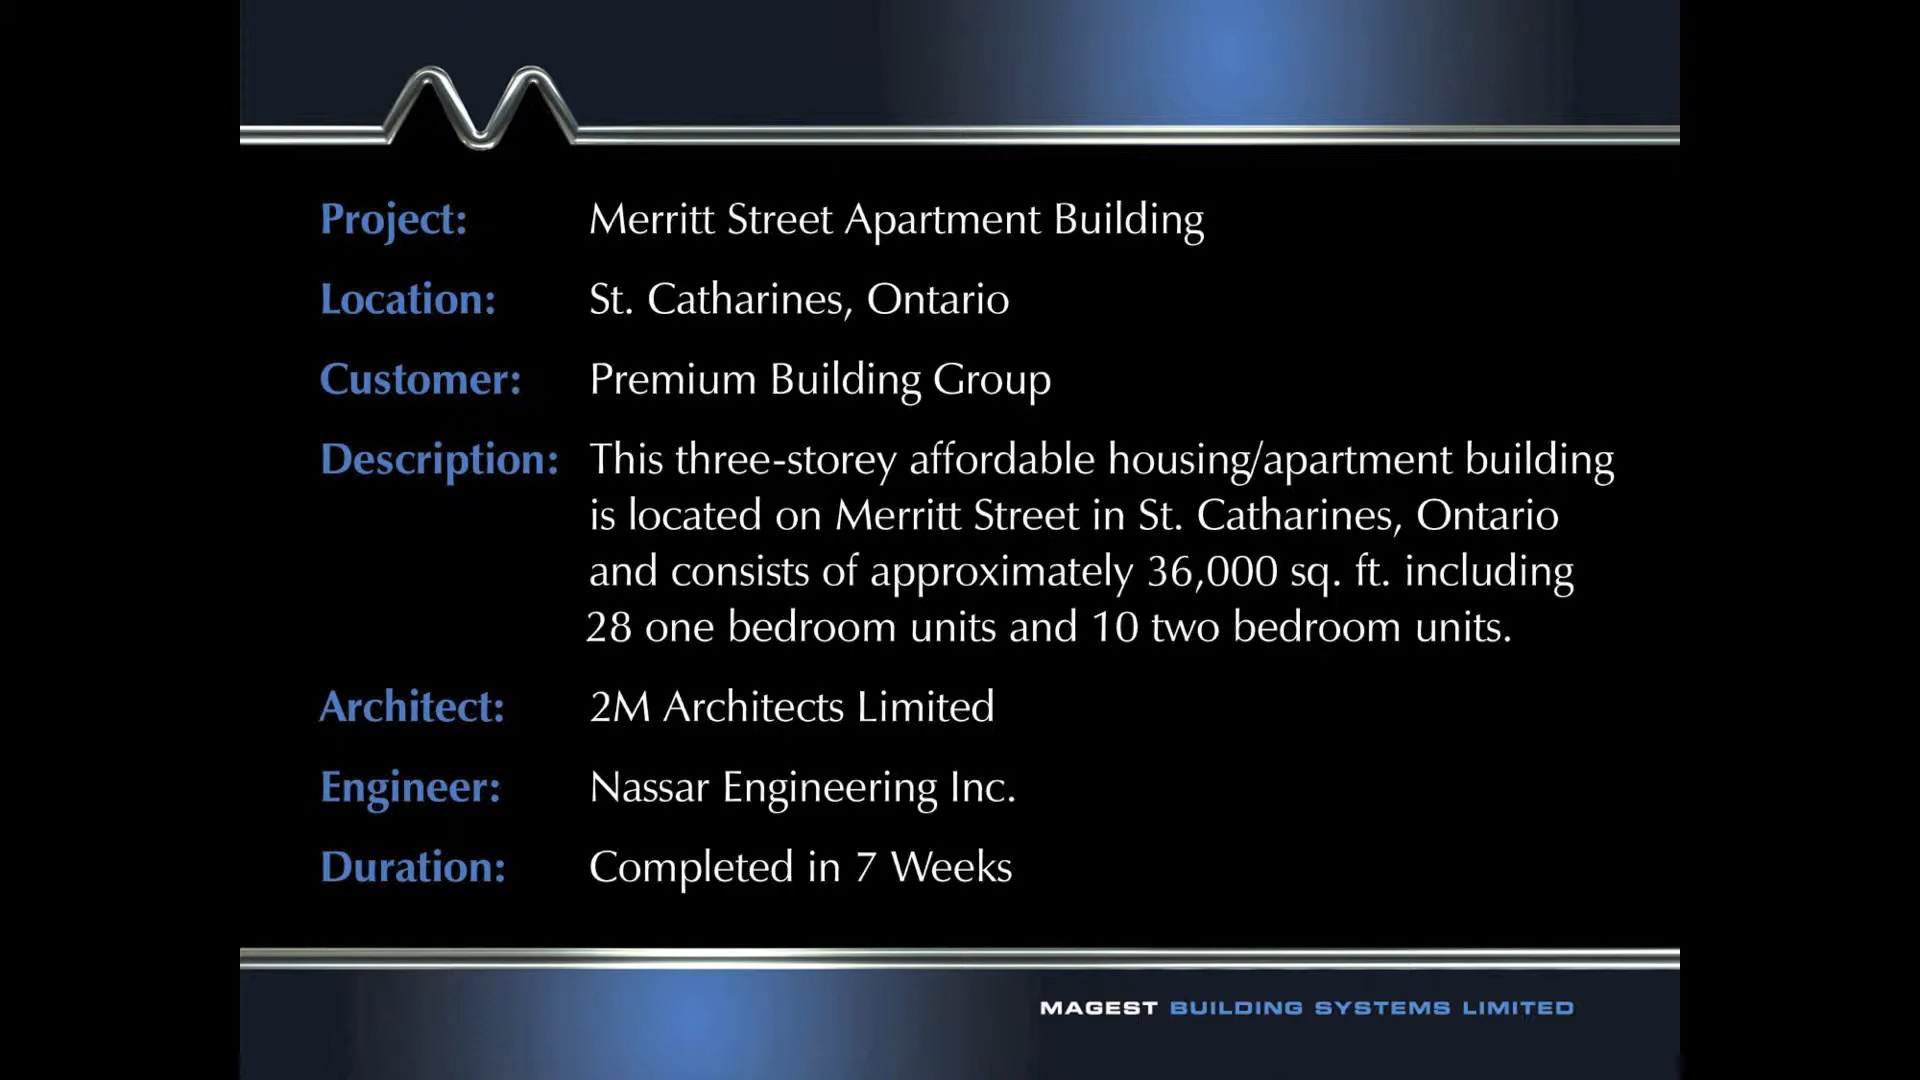 Project: Merritt Street Apartment Building
Location: St. Catharines, Ontario
Customer: Premium Building Group
Description: This three-storey affordable housing/apartment building
is located on Merritt Street in St. Catharines, Ontario
and consists of approximately 36,000 sq. ft. including
28 one bedroom units and 10 two bedroom units.
Architect: 2M Architects Limited
Engineer: Nassar Engineering Inc.
Duration: Completed in 7 Weeks
MAGEST BUILDING SYSTEMS LIMITED